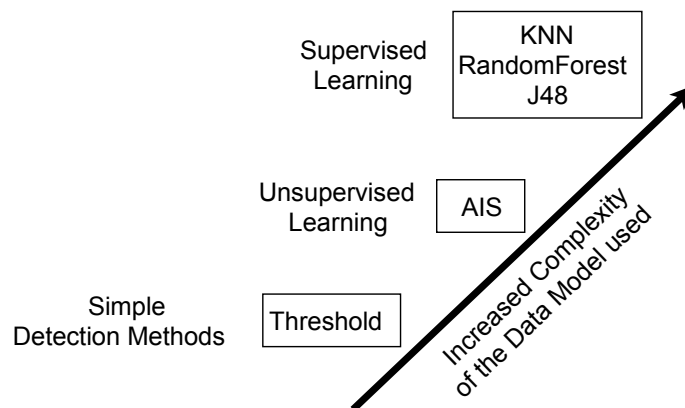 Supervised
Learning
KNN
RandomForest
J48
Unsupervised
Learning
AIS
Simple
Detection Methods
Threshold
Increased Complexity
of the Data Model used